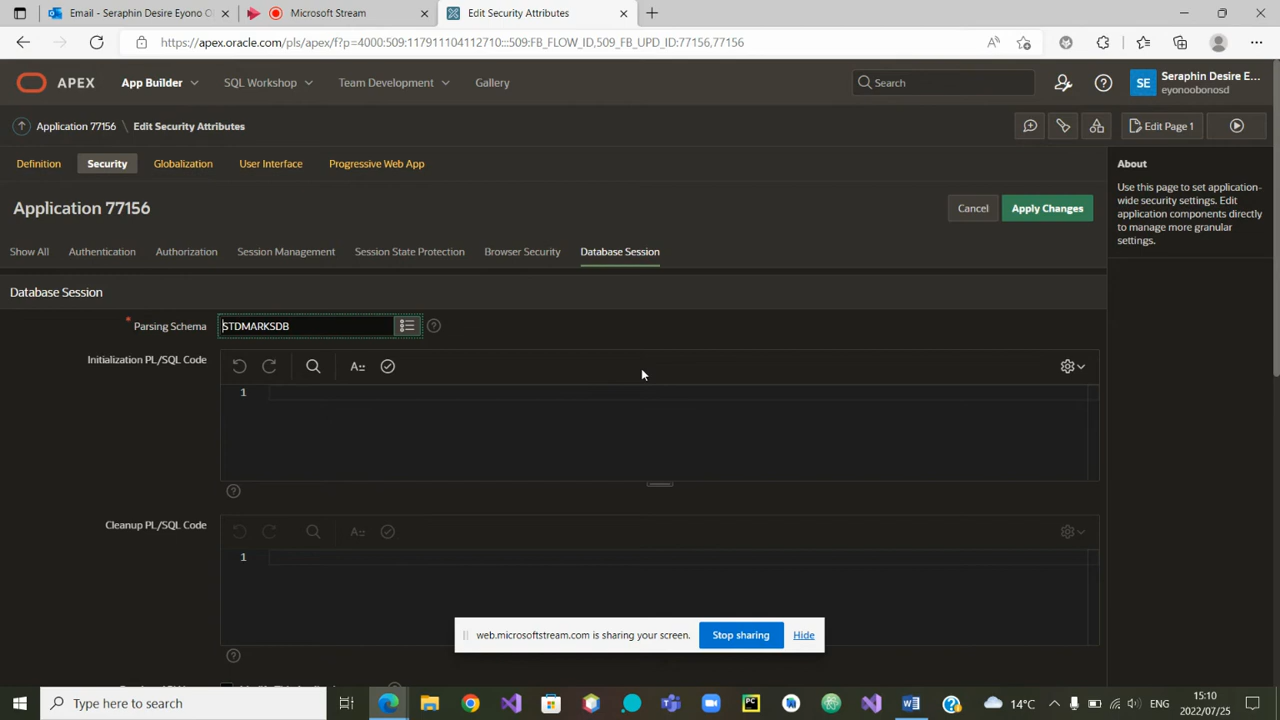 Email - Seraphin Desire Eyono O
Microsoft Stream
Edit Security Attributes
https://apex.oracle.com/pls/apex/f?p=4000:509:117911104112710:::509:FB_FLOW_ID,509_FB_UPD_ID:77156,77156
APEX
App Builder
SQL Workshop
Team Development
Gallery
Search
SE
Seraphin Desire E...
eyonoobonosd
Application 77156 \ Edit Security Attributes
Edit Page 1
Definition
Security
Globalization
User Interface
Progressive Web App
About
Use this page to set application-
wide security settings. Edit
application components directly
to manage more granular
settings.
Application 77156
Cancel
Apply Changes
Show All
Authentication
Authorization
Session Management
Session State Protection
Browser Security
Database Session
Database Session
* Parsing Schema
STDMARKSDB
Initialization PL/SQL Code
1
Cleanup PL/SQL Code
1
web.microsoftstream.com is sharing your screen.
Stop sharing
Hide
Type here to search
14°C
ENG
15:10
2022/07/25